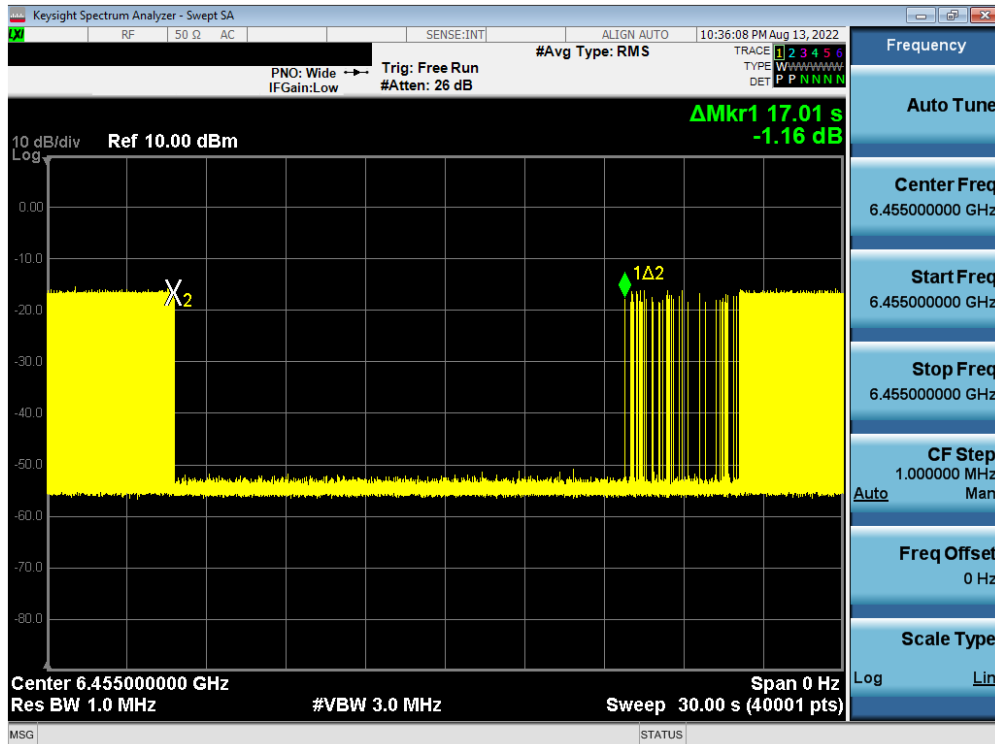 Keysight Spectrum Analyzer - Swept SA
LXI RF 50 Ω AC SENSE:INT ALIGN AUTO 10:36:08 PM Aug 13, 2022
PNO: Wide Trig: Free Run #Avg Type: RMS TRACE 1 2 3 4 5 6
IFGain:Low #Atten: 26 dB TYPE W W W W W W
DET P P N N N N
ΔMkr1 17.01 s
-1.16 dB
10 dB/div Ref 10.00 dBm
Log
0.00
-10.0
1Δ2
X2
-20.0
-30.0
-40.0
-50.0
-60.0
-70.0
-80.0
Center 6.455000000 GHz Span 0 Hz
Res BW 1.0 MHz #VBW 3.0 MHz Sweep 30.00 s (40001 pts)
MSG STATUS
Frequency
Auto Tune
Center Freq
6.455000000 GHz
Start Freq
6.455000000 GHz
Stop Freq
6.455000000 GHz
CF Step
1.000000 MHz
Auto Man
Freq Offset
0 Hz
Scale Type
Log Lin